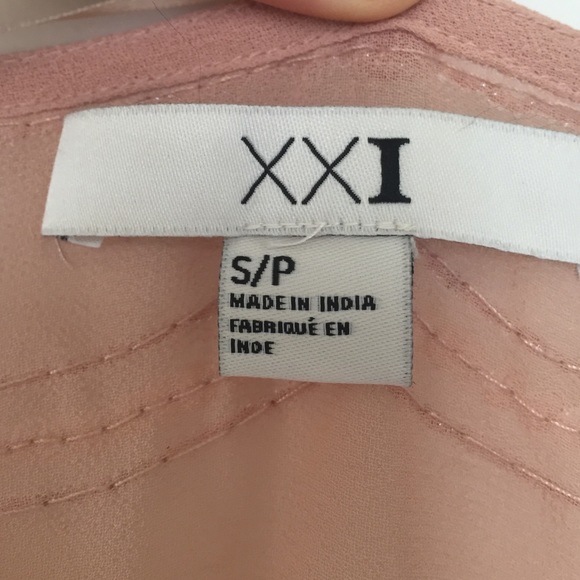 XXI
S/P
MADE IN INDIA
FABRIQUÉ EN
INDE